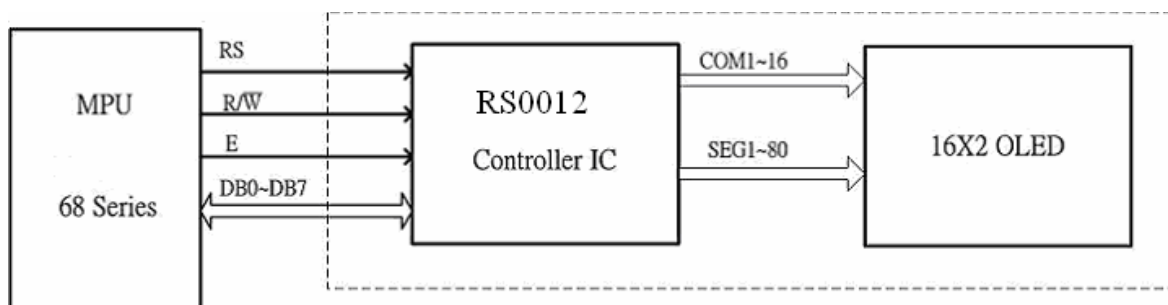 MPU
68 Series
RS
R/W̅
E
DB0~DB7
RS0012
Controller IC
COM1~16
SEG1~80
16X2 OLED